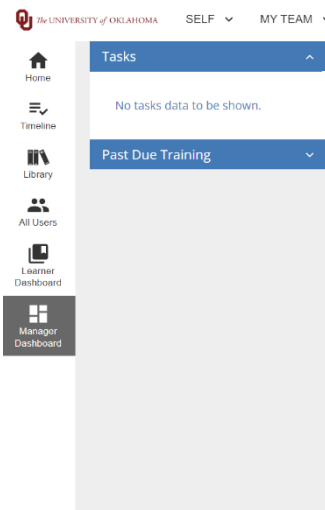 The UNIVERSITY of OKLAHOMA SELF MY TEAM
Tasks
Home
No tasks data to be shown.
Timeline
Past Due Training
Library
All Users
Learner
Dashboard
Manager
Dashboard